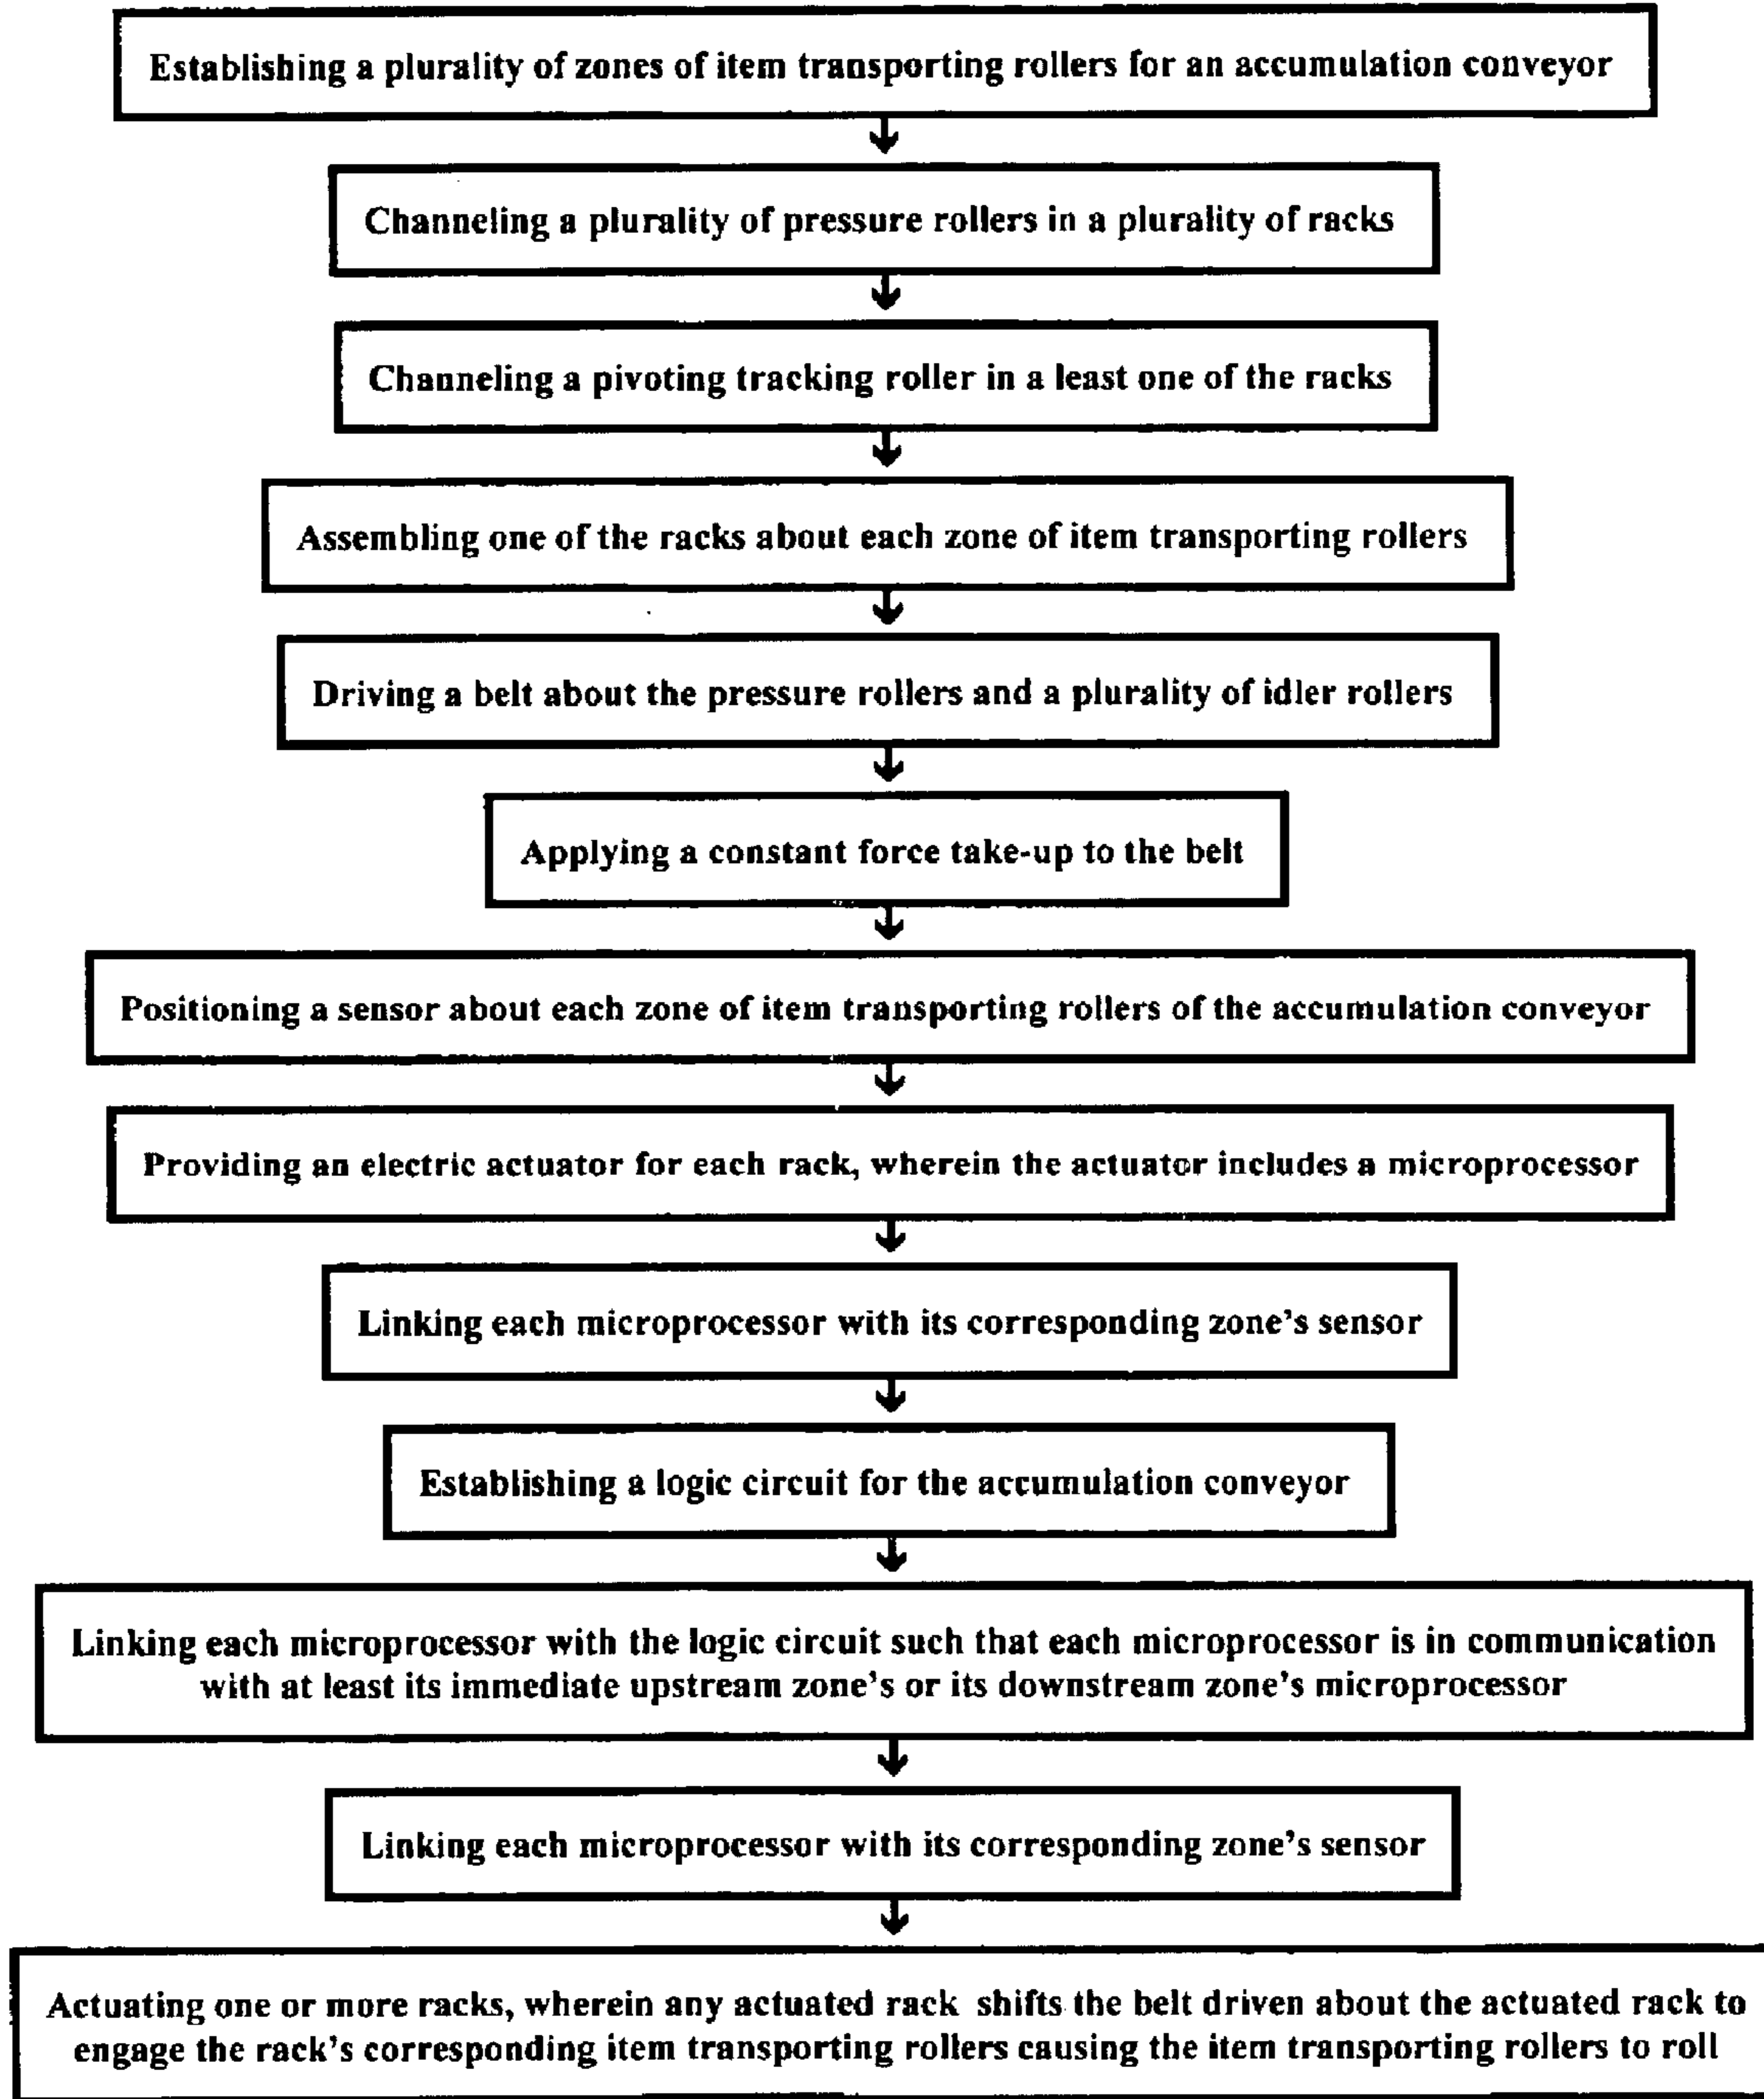 Establishing a plurality of zones of item transporting rollers for an accumulation conveyor
Channeling a plurality of pressure rollers in a plurality of racks
Channeling a pivoting tracking roller in a least one of the racks
Assembling one of the racks about each zone of item transporting rollers
Driving a belt about the pressure rollers and a plurality of idler rollers
Applying a constant force take-up to the belt
Positioning a sensor about each zone of item transporting rollers of the accumulation conveyor
Providing an electric actuator for each rack, wherein the actuator includes a microprocessor
Linking each microprocessor with its corresponding zone's sensor
Establishing a logic circuit for the accumulation conveyor
Linking each microprocessor with the logic circuit such that each microprocessor is in communication
with at least its immediate upstream zone's or its downstream zone's microprocessor
Linking each microprocessor with its corresponding zone's sensor
Actuating one or more racks, wherein any actuated rack shifts the belt driven about the actuated rack to
engage the rack's corresponding item transporting rollers causing the item transporting rollers to roll